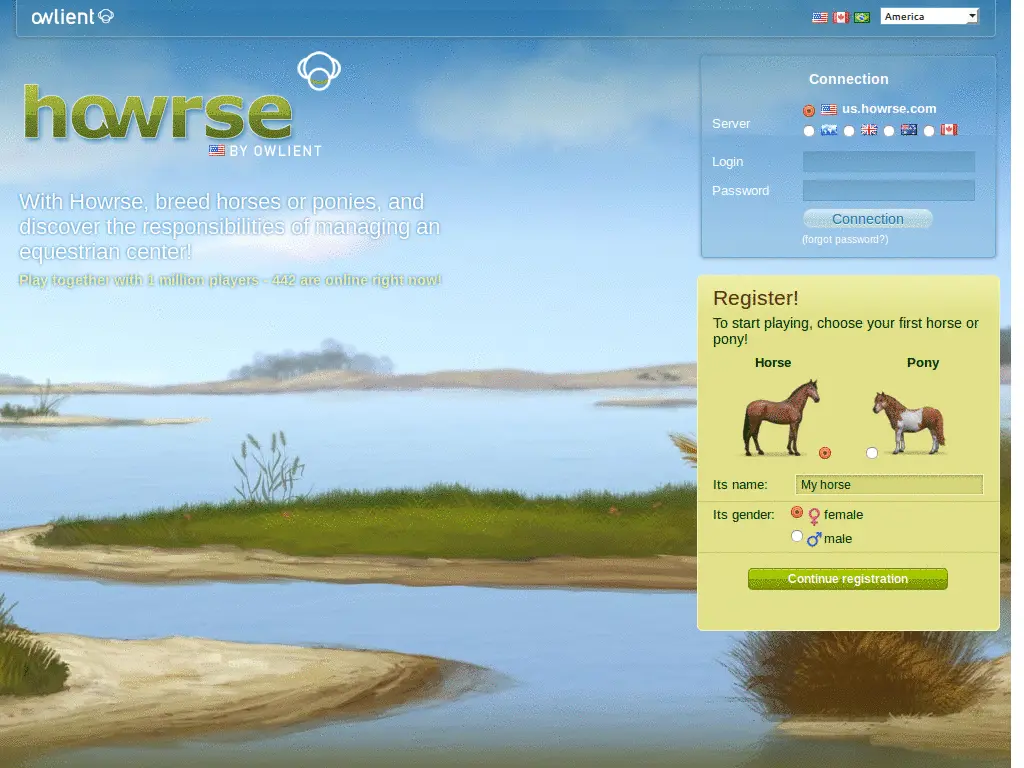 owlient
America
howrse
BY OWLIENT
With Howrse, breed horses or ponies, and
discover the responsibilities of managing an
equestrian center!
Play together with 1 million players - 442 are online right now!
Connection
Server
us.howrse.com
Login
Password
Connection
(forgot password?)
Register!
To start playing, choose your first horse or
pony!
Horse Pony
Its name: My horse
Its gender: female
male
Continue registration